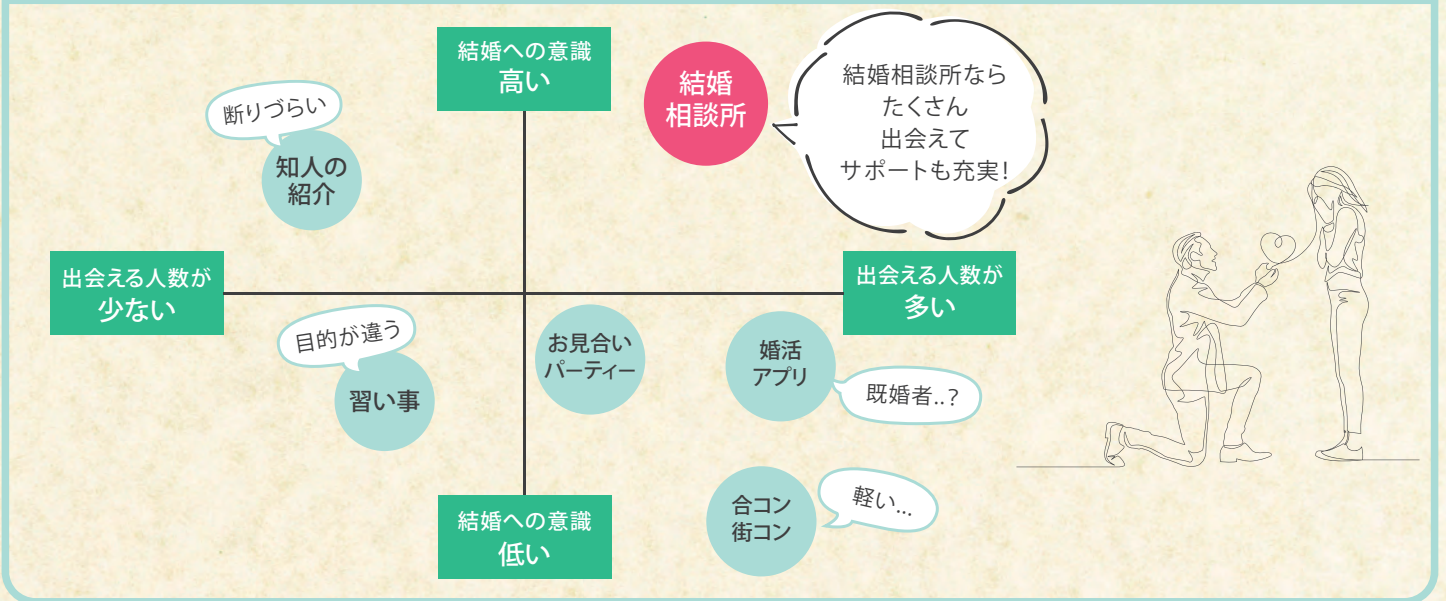 結婚への意識
高い
結婚
相談所
結婚相談所なら
たくさん
出会えて
サポートも充実!
断りづらい
知人の
紹介
出会える人数が
少ない
出会える人数が
多い
目的が違う
習い事
お見合い
パーティー
婚活
アプリ
既婚者..?
合コン
街コン
軽い...
結婚への意識
低い